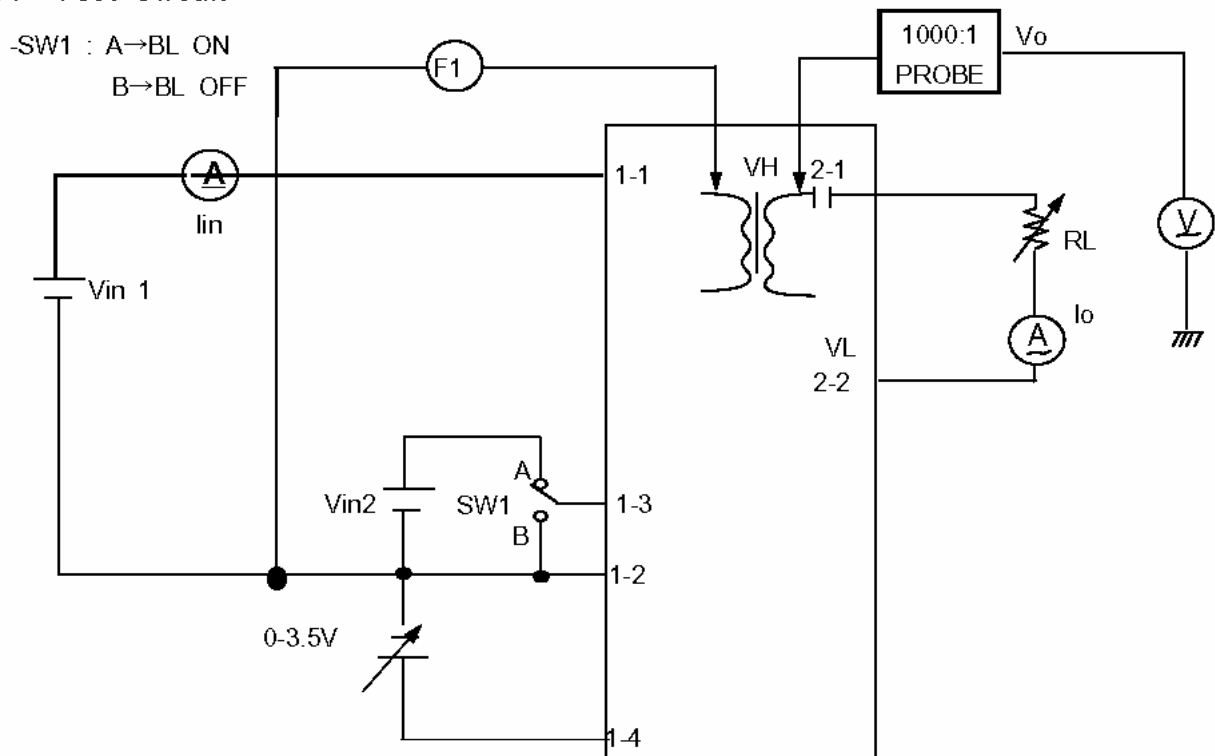 -SW1 : A→BL ON
B→BL OFF
F1
1000:1
PROBE
Vo
A
Iin
1-1
VH
2-1
V
RL
Vin 1
A
Io
VL
2-2
Vin2
SW1
A
B
1-3
1-2
0-3.5V
1-4